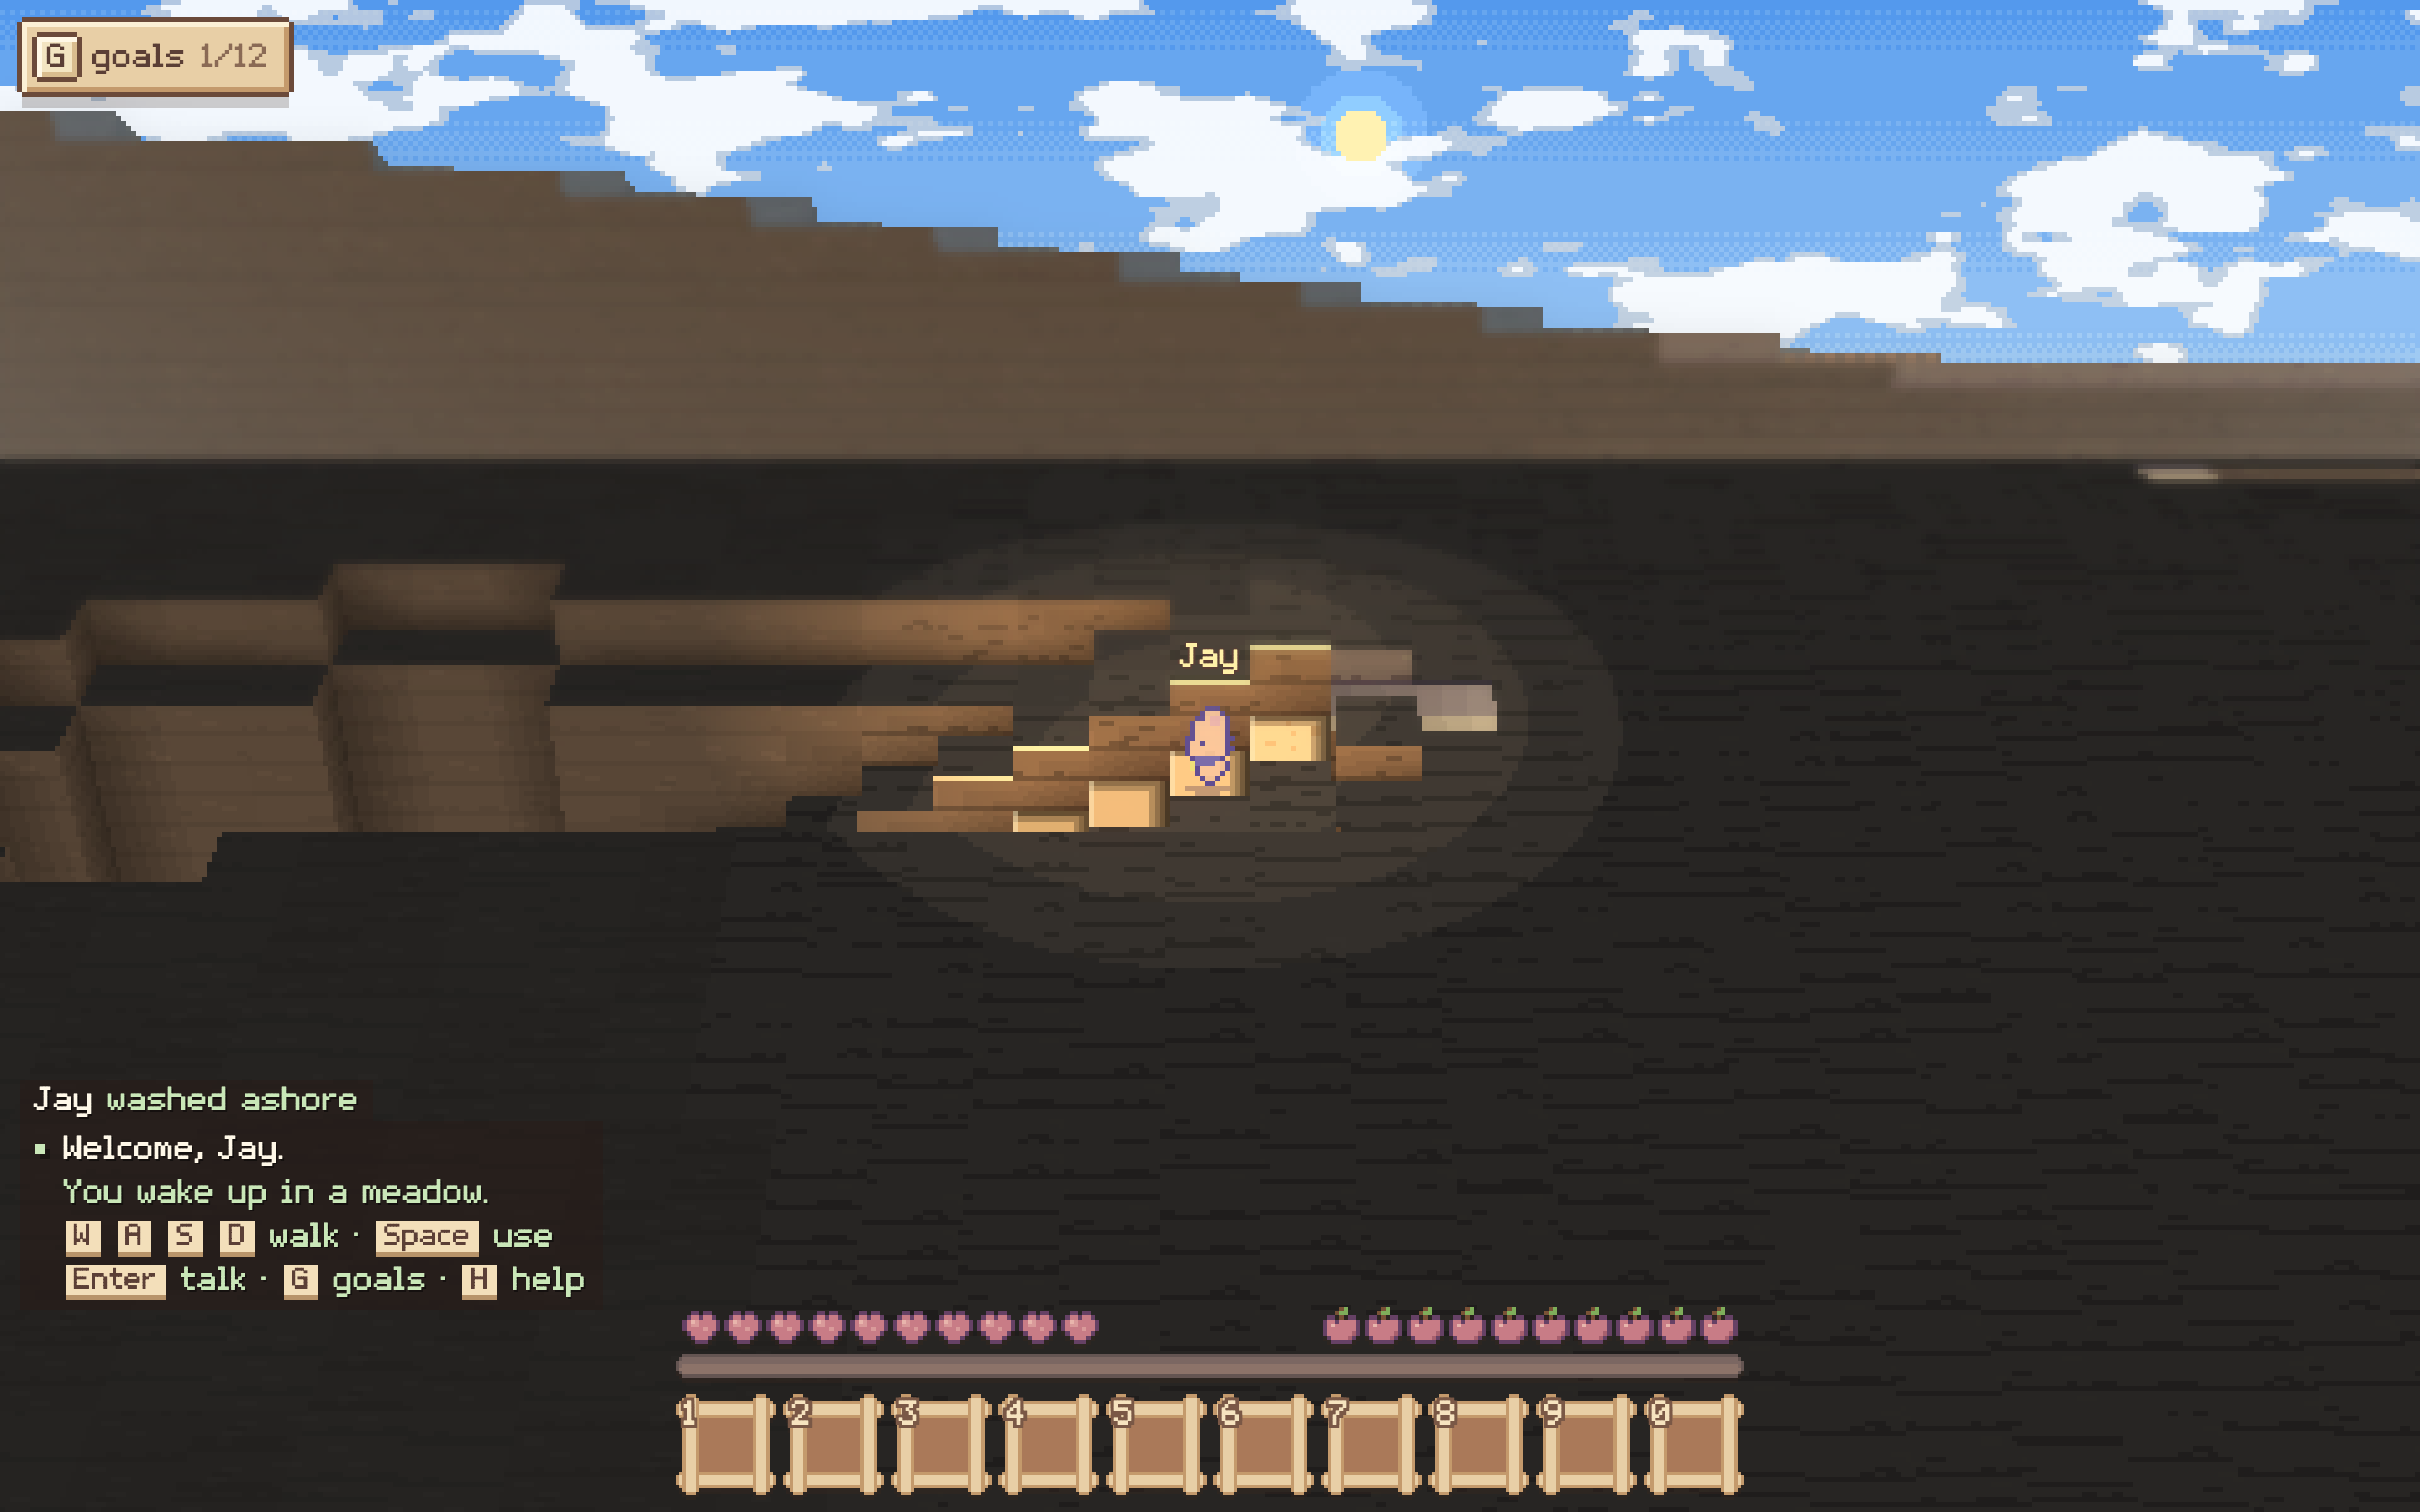 G goals 1/12
Jay
Jay washed ashore
Welcome, Jay.
You wake up in a meadow.
W A S D walk · Space use
Enter talk · G goals · H help
1 2 3 4 5 6 7 8 9 0